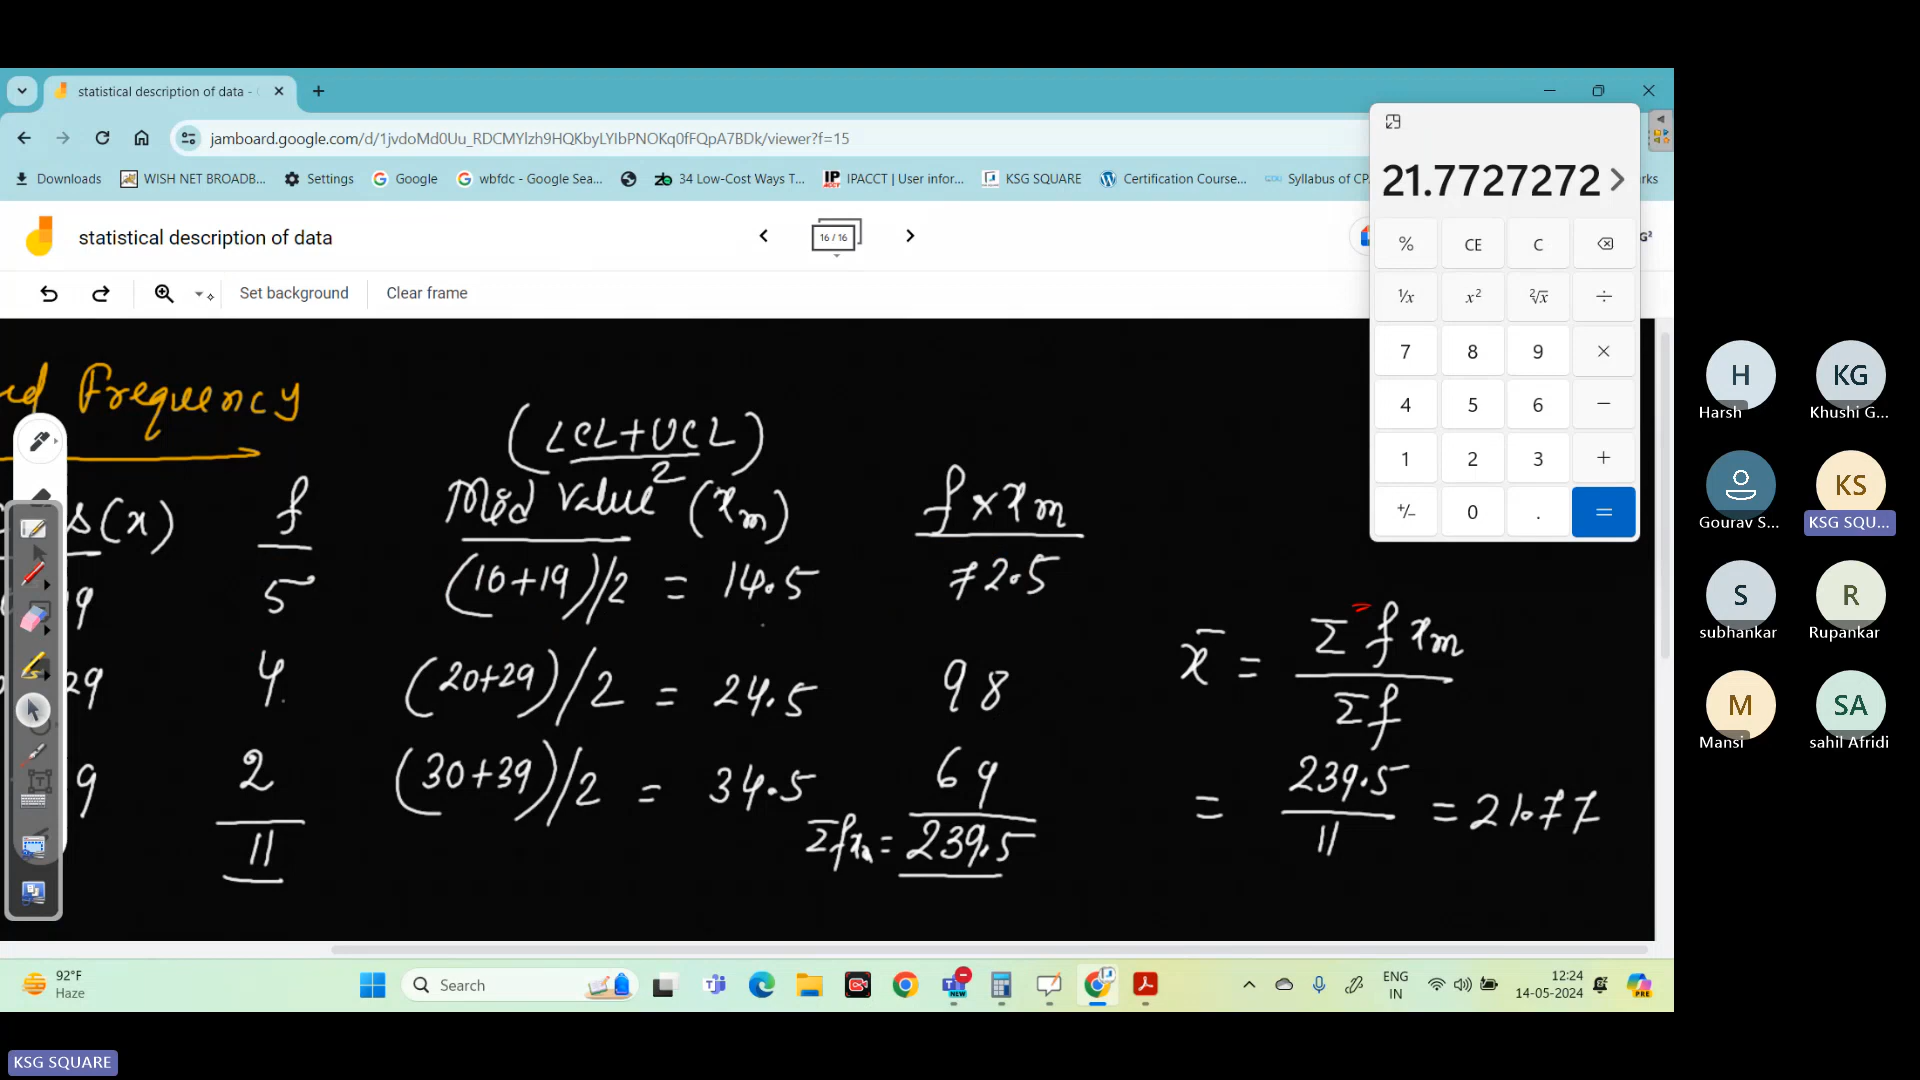 statistical description of data -
jamboard.google.com/d/1jvdoMd0Uu_RDCMYlzh9HQKbyLYlbPNOKq0fFQpA7BDk/viewer?f=15
Downloads WISH NET BROADB... Settings Google wbfdc - Google Sea... 34 Low-Cost Ways T... IPACCT | User infor... KSG SQUARE Certification Course... Syllabus of CP
statistical description of data
16 / 16
Set background Clear frame
21.7727272
% CE C
¹/x x² ²√x ÷
7 8 9 ×
4 5 6 −
1 2 3 +
+/− 0 . =
Frequency
(LCL+UCL)
2
(x) f Mid Value (xm) f x xm
9 5 (10+19)/2 = 14.5 72.5
29 4 (20+29)/2 = 24.5 98
9 2 (30+39)/2 = 34.5 69
11 Σfxm = 239.5
x̄ = Σfxm
Σf
= 239.5 = 21.77
11
H KG
Harsh Khushi G...
KS
Gourav S... KSG SQU...
S R
subhankar Rupankar
M SA
Mansi sahil Afridi
92°F
Haze
Search
ENG
IN
12:24
14-05-2024
KSG SQUARE